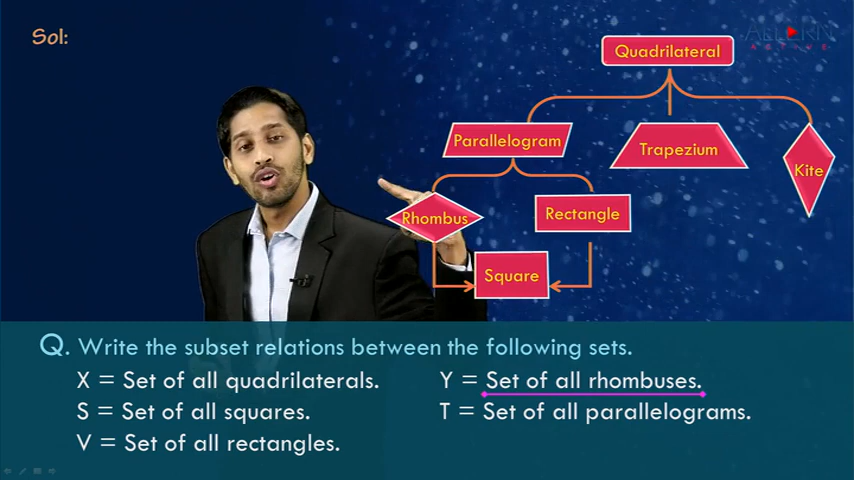 Sol:
Quadrilateral
Parallelogram
Trapezium
Kite
Rhombus
Rectangle
Square
Q. Write the subset relations between the following sets.
X = Set of all quadrilaterals.
Y = Set of all rhombuses.
S = Set of all squares.
T = Set of all parallelograms.
V = Set of all rectangles.